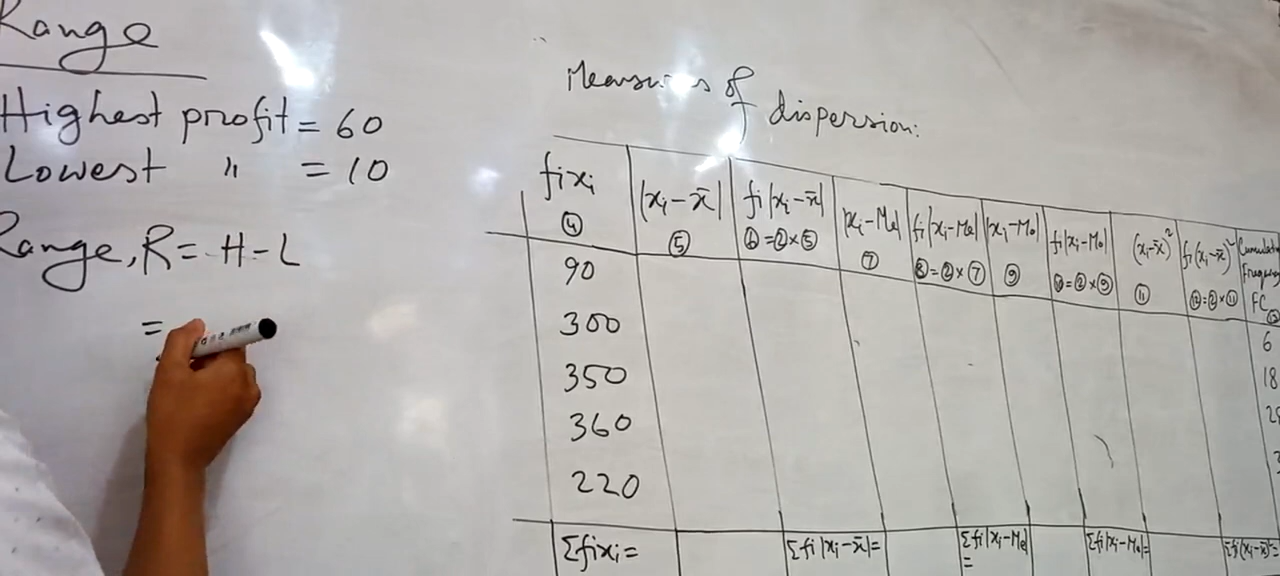 Range
Highest profit = 60
Lowest " = 10
Range, R = H - L
=
Measures of dispersion:
fixi ④
|xi - x̄| ⑤
fi |xi - x̄| ⑥ = ② × ⑤
|xi - Me| ⑦
fi |xi - Me| ⑧ = ② × ⑦
|xi - Mo| ⑨
fi |xi - Mo| ⑩ = ② × ⑨
(xi - x̄)² ⑪
fi (xi - x̄)² ⑫ = ② × ⑪
FC
90
300
350
360
220
6
18
Σfixi =
Σfi |xi - x̄| =
Σfi |xi - Me| =
Σfi |xi - Mo| =
Σfi (xi - x̄)² =